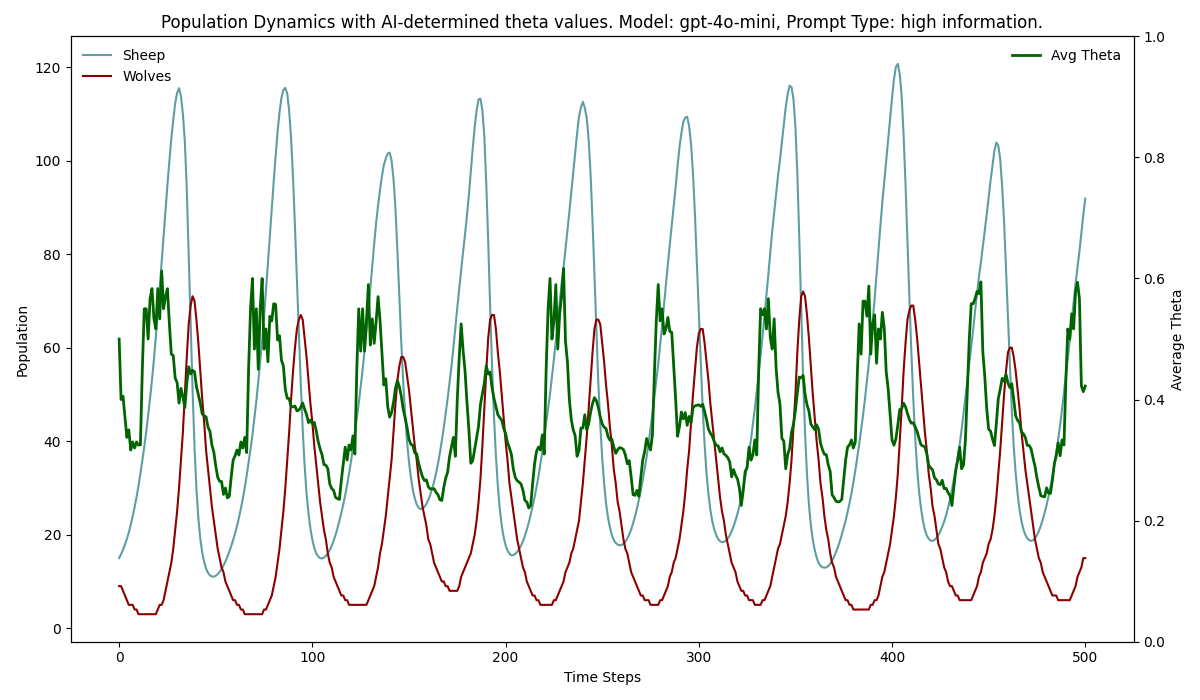 Population Dynamics with AI-determined theta values. Model: gpt-4o-mini, Prompt Type: high information.
Sheep
Wolves
Avg Theta
120
100
80
60
40
20
0
Population
1.0
0.8
0.6
0.4
0.2
0.0
Average Theta
0
100
200
300
400
500
Time Steps